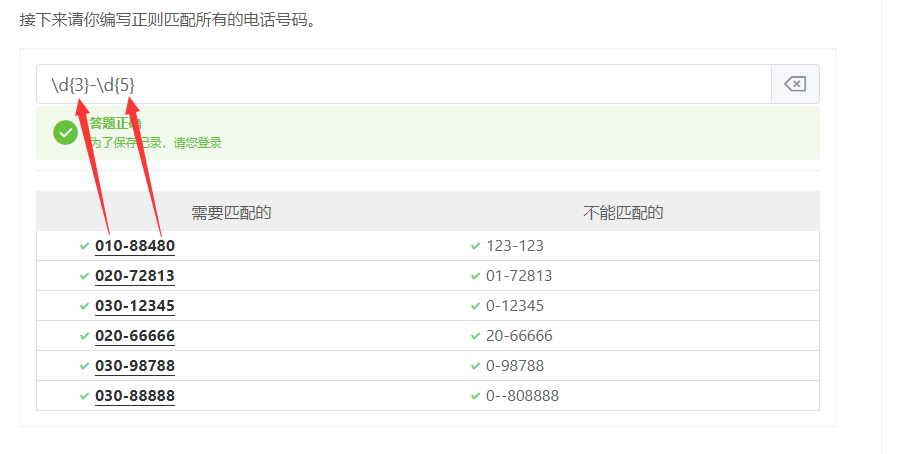 接下来请你编写正则匹配所有的电话号码。
\d{3}-\d{5}
答题正确
为了保存记录，请您登录
需要匹配的 不能匹配的
010-88480 123-123
020-72813 01-72813
030-12345 0-12345
020-66666 20-66666
030-98788 0-98788
030-88888 0--808888